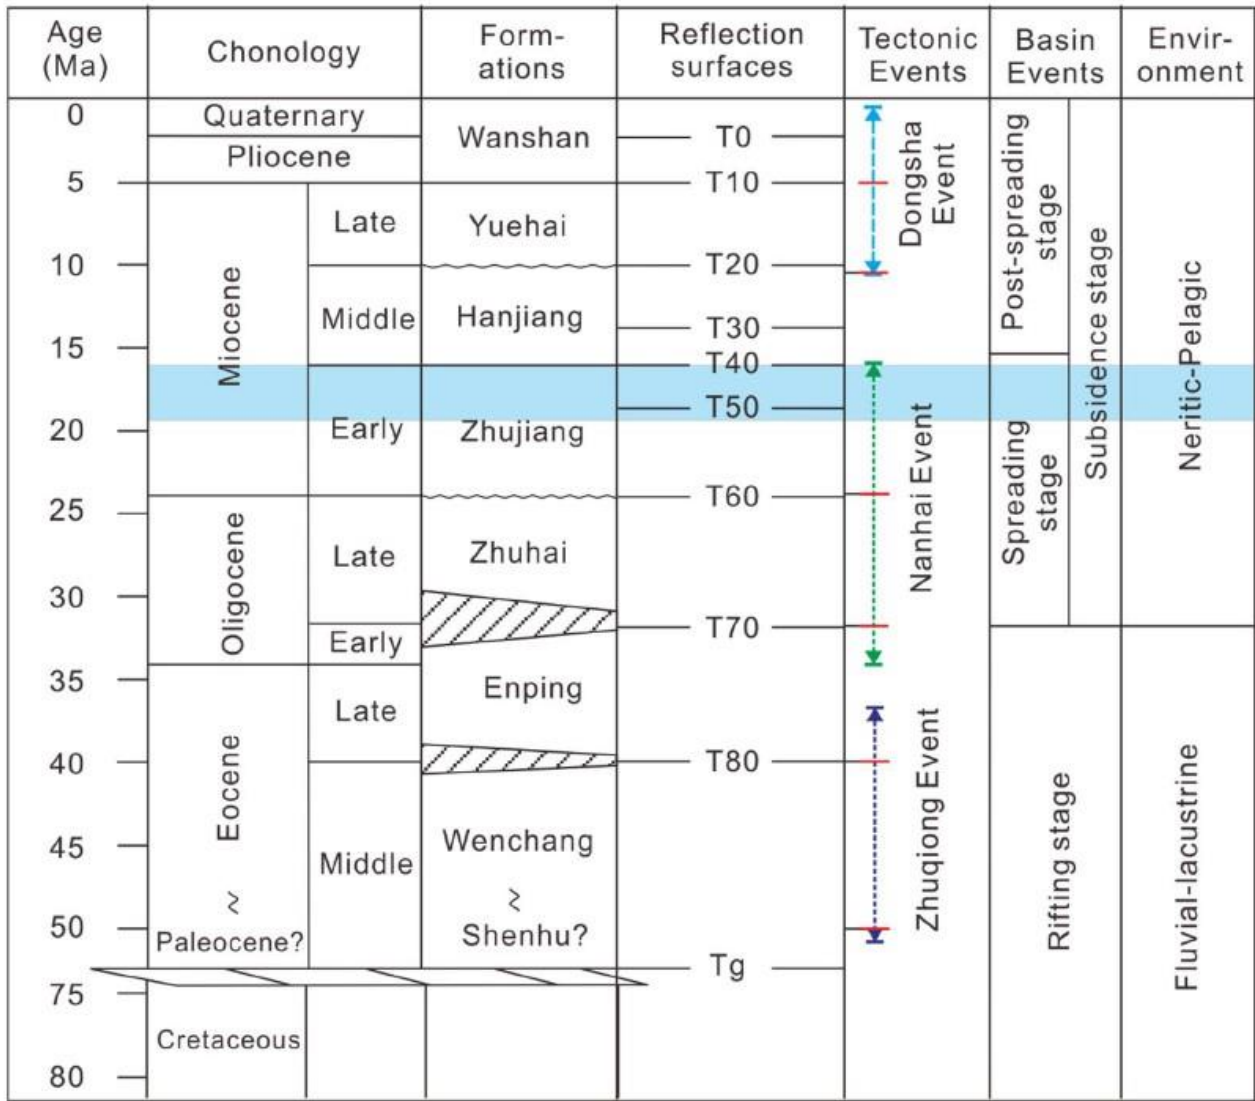 Age
(Ma)
Chonology
Form-
ations
Reflection
surfaces
Tectonic
Events
Basin
Events
Envir-
onment
0
5
10
15
20
25
30
35
40
45
50
75
80
Quaternary
Pliocene
Miocene
Late
Middle
Early
Oligocene
Late
Early
Eocene
~
Paleocene?
Late
Middle
Cretaceous
Wanshan
Yuehai
Hanjiang
Zhujiang
Zhuhai
Enping
Wenchang
~
Shenhu?
T0
T10
T20
T30
T40
T50
T60
T70
T80
Tg
Dongsha
Event
Nanhai Event
Zhuqiong Event
Post-spreading
stage
Spreading
stage
Subsidence stage
Rifting stage
Neritic-Pelagic
Fluvial-lacustrine